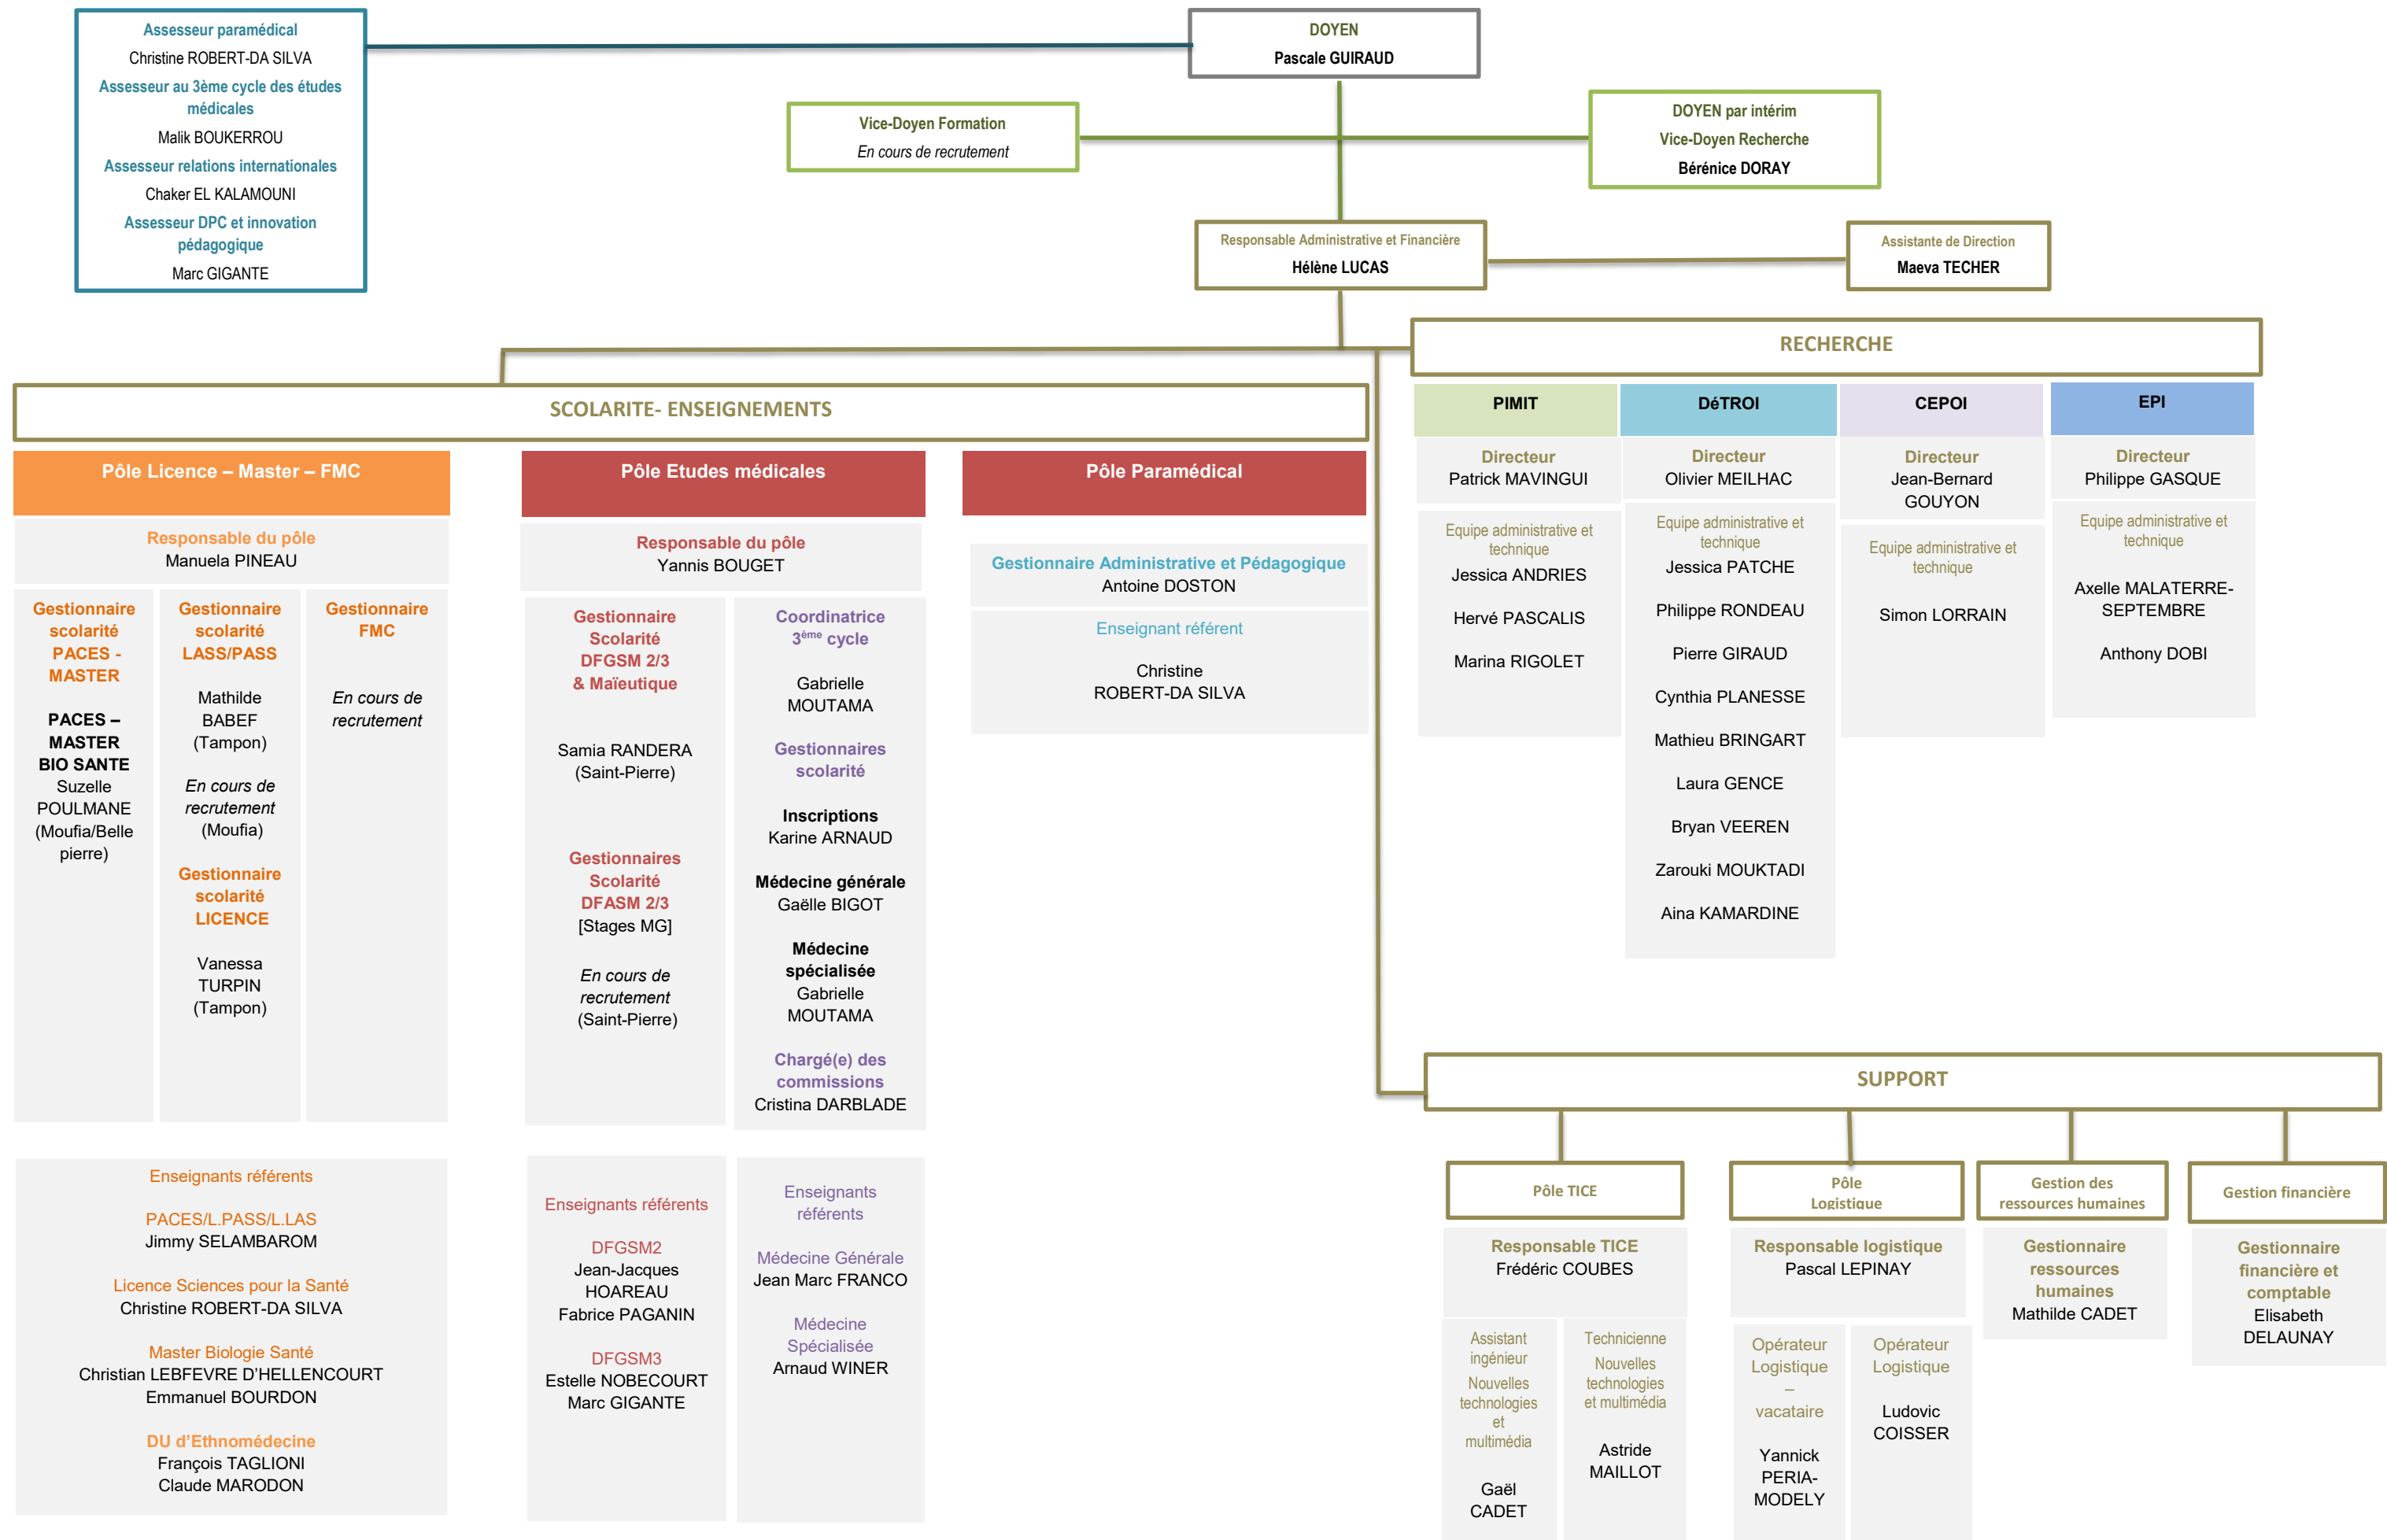 Assesseur paramédical
Christine ROBERT-DA SILVA
Assesseur au 3ème cycle des études
médicales
Malik BOUKERROU
Assesseur relations internationales
Chaker EL KALAMOUNI
Assesseur DPC et innovation
pédagogique
Marc GIGANTE
DOYEN
Pascale GUIRAUD
Vice-Doyen Formation
En cours de recrutement
DOYEN par intérim
Vice-Doyen Recherche
Bérénice DORAY
Responsable Administrative et Financière
Hélène LUCAS
Assistante de Direction
Maeva TECHER
SCOLARITE- ENSEIGNEMENTS
Pôle Licence – Master – FMC
Responsable du pôle
Manuela PINEAU
Gestionnaire
scolarité
PACES -
MASTER
PACES –
MASTER
BIO SANTE
Suzelle
POULMANE
(Moufia/Belle
pierre)
Gestionnaire
scolarité
LASS/PASS
Mathilde
BABEF
(Tampon)
En cours de
recrutement
(Moufia)
Gestionnaire
scolarité
LICENCE
Vanessa
TURPIN
(Tampon)
Gestionnaire
FMC
En cours de
recrutement
Enseignants référents
PACES/L.PASS/L.LAS
Jimmy SELAMBAROM
Licence Sciences pour la Santé
Christine ROBERT-DA SILVA
Master Biologie Santé
Christian LEBFEVRE D’HELLENCOURT
Emmanuel BOURDON
DU d’Ethnomédecine
François TAGLIONI
Claude MARODON
Pôle Etudes médicales
Responsable du pôle
Yannis BOUGET
Gestionnaire
Scolarité
DFGSM 2/3
& Maïeutique
Samia RANDERA
(Saint-Pierre)
Gestionnaires
Scolarité
DFASM 2/3
[Stages MG]
En cours de
recrutement
(Saint-Pierre)
Coordinatrice
3ème cycle
Gabrielle
MOUTAMA
Gestionnaires
scolarité
Inscriptions
Karine ARNAUD
Médecine générale
Gaëlle BIGOT
Médecine
spécialisée
Gabrielle
MOUTAMA
Chargé(e) des
commissions
Cristina DARBLADE
Enseignants référents
DFGSM2
Jean-Jacques
HOAREAU
Fabrice PAGANIN
DFGSM3
Estelle NOBECOURT
Marc GIGANTE
Enseignants
référents
Médecine Générale
Jean Marc FRANCO
Médecine
Spécialisée
Arnaud WINER
Pôle Paramédical
Gestionnaire Administrative et Pédagogique
Antoine DOSTON
Enseignant référent
Christine
ROBERT-DA SILVA
RECHERCHE
PIMIT
Directeur
Patrick MAVINGUI
Equipe administrative et
technique
Jessica ANDRIES
Hervé PASCALIS
Marina RIGOLET
DéTROI
Directeur
Olivier MEILHAC
Equipe administrative et
technique
Jessica PATCHE
Philippe RONDEAU
Pierre GIRAUD
Cynthia PLANESSE
Mathieu BRINGART
Laura GENCE
Bryan VEEREN
Zarouki MOUKTADI
Aina KAMARDINE
CEPOI
Directeur
Jean-Bernard
GOUYON
Equipe administrative et
technique
Simon LORRAIN
EPI
Directeur
Philippe GASQUE
Equipe administrative et
technique
Axelle MALATERRE-
SEPTEMBRE
Anthony DOBI
SUPPORT
Pôle TICE
Responsable TICE
Frédéric COUBES
Assistant
ingénieur
Nouvelles
technologies
et
multimédia
Gaël
CADET
Technicienne
Nouvelles
technologies
et multimédia
Astride
MAILLOT
Pôle
Logistique
Responsable logistique
Pascal LEPINAY
Opérateur
Logistique
–
vacataire
Yannick
PERIA-
MODELY
Opérateur
Logistique
Ludovic
COISSER
Gestion des
ressources humaines
Gestionnaire
ressources
humaines
Mathilde CADET
Gestion financière
Gestionnaire
financière et
comptable
Elisabeth
DELAUNAY